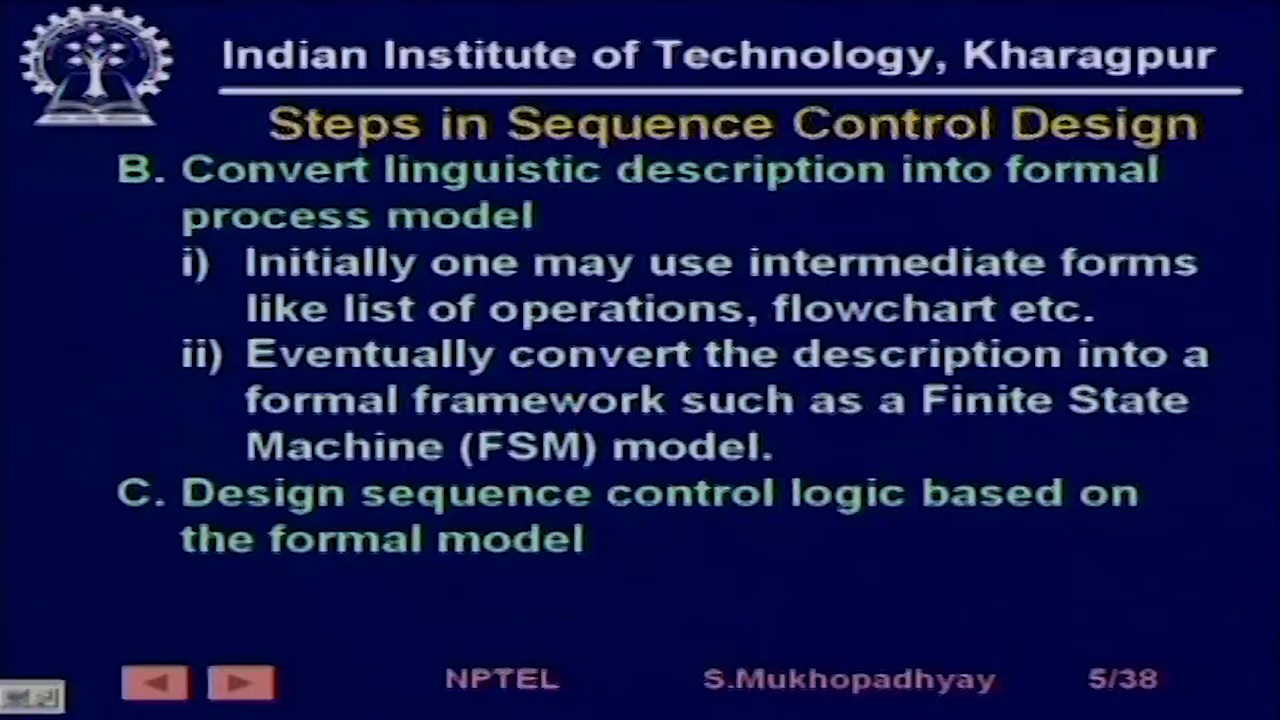 Indian Institute of Technology, Kharagpur
Steps in Sequence Control Design
B. Convert linguistic description into formal
process model
i) Initially one may use intermediate forms
like list of operations, flowchart etc.
ii) Eventually convert the description into a
formal framework such as a Finite State
Machine (FSM) model.
C. Design sequence control logic based on
the formal model
NPTEL S.Mukhopadhyay 5/38